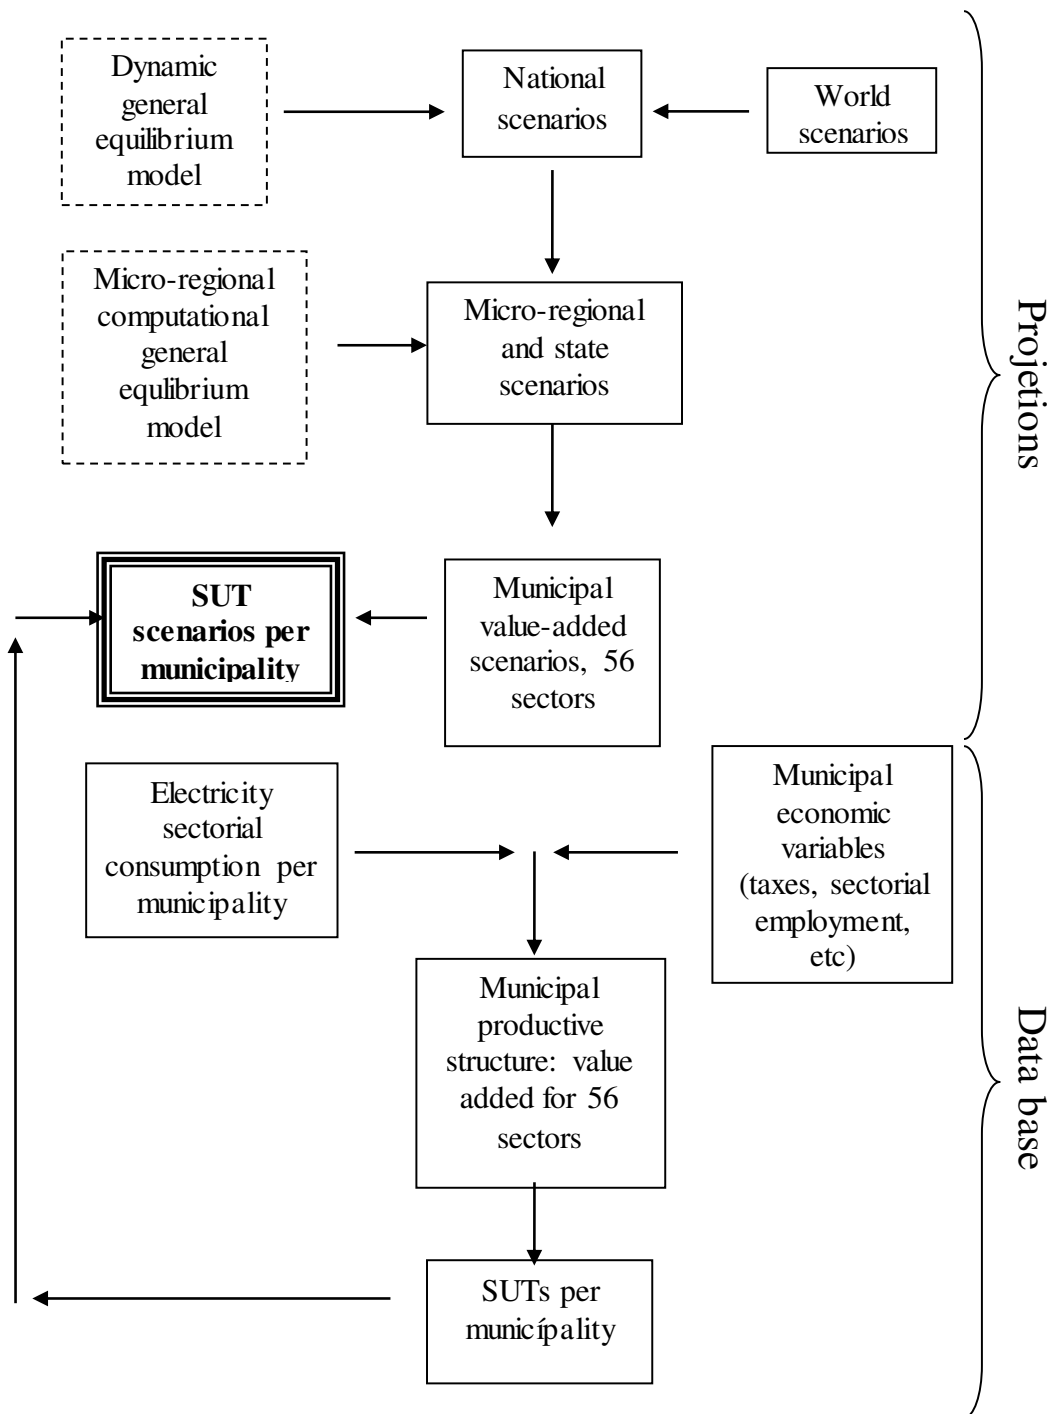 Dynamic
general
equilibrium
model
National
scenarios
World
scenarios
Micro-regional
computational
general
equlibrium
model
Micro-regional
and state
scenarios
Projetions
SUT
scenarios per
municipality
Municipal
value-added
scenarios, 56
sectors
Electricity
sectorial
consumption per
municipality
Municipal
economic
variables
(taxes, sectorial
employment,
etc)
Municipal
productive
structure: value
added for 56
sectors
Data base
SUTs per
municípality